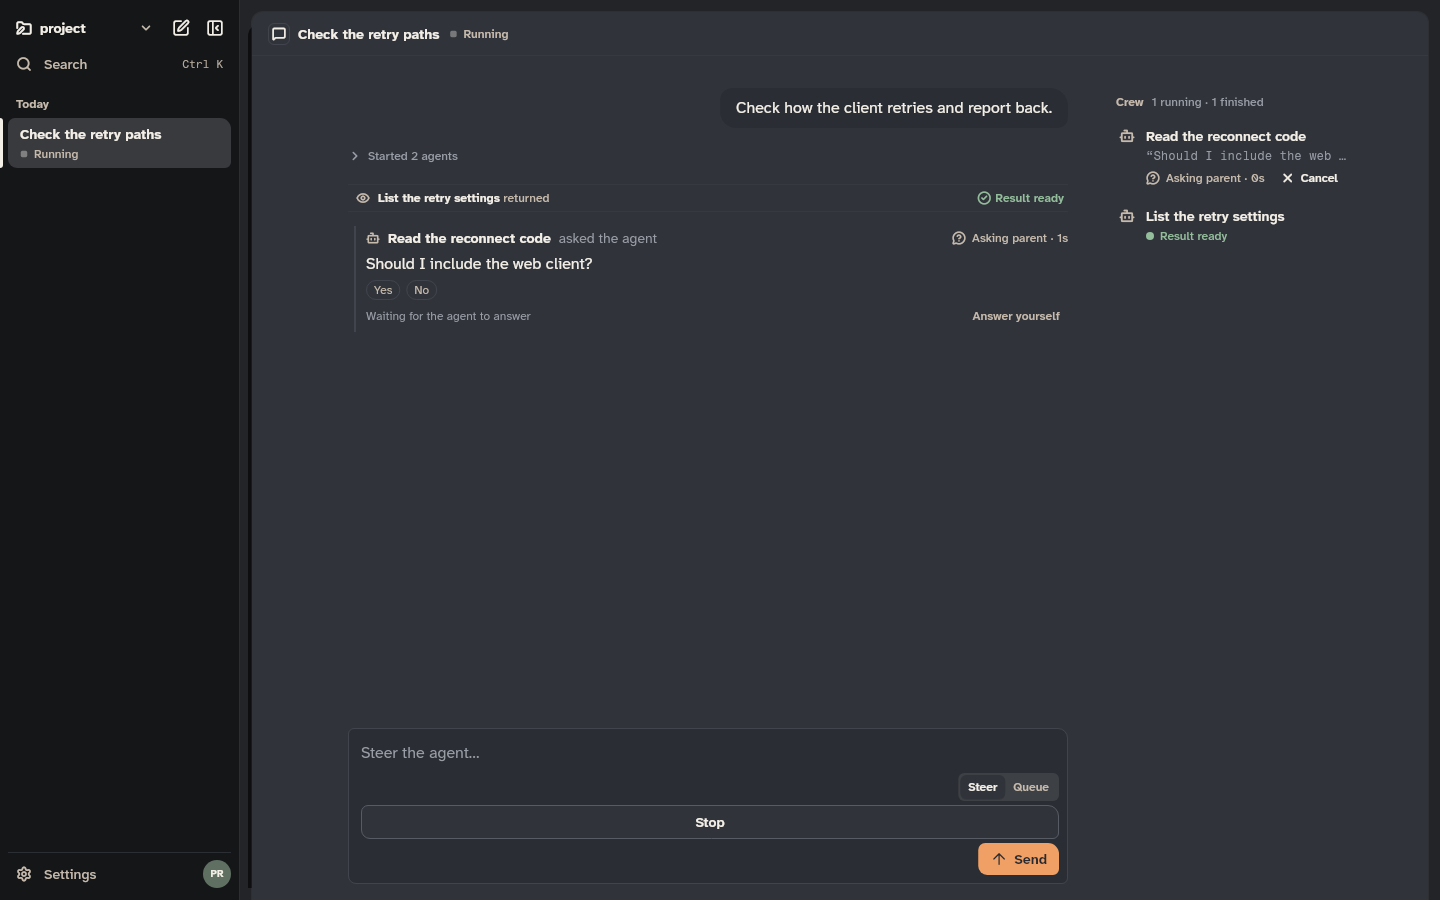 project
Search Ctrl K
Today
Check the retry paths
Running
Settings PR
Check the retry paths Running
Check how the client retries and report back.
Started 2 agents
List the retry settings returned Result ready
Read the reconnect code asked the agent Asking parent · 1s
Should I include the web client?
Yes No
Waiting for the agent to answer Answer yourself
Steer the agent...
Steer Queue
Stop
Send
Crew 1 running · 1 finished
Read the reconnect code
“Should I include the web …
Asking parent · 0s Cancel
List the retry settings
Result ready